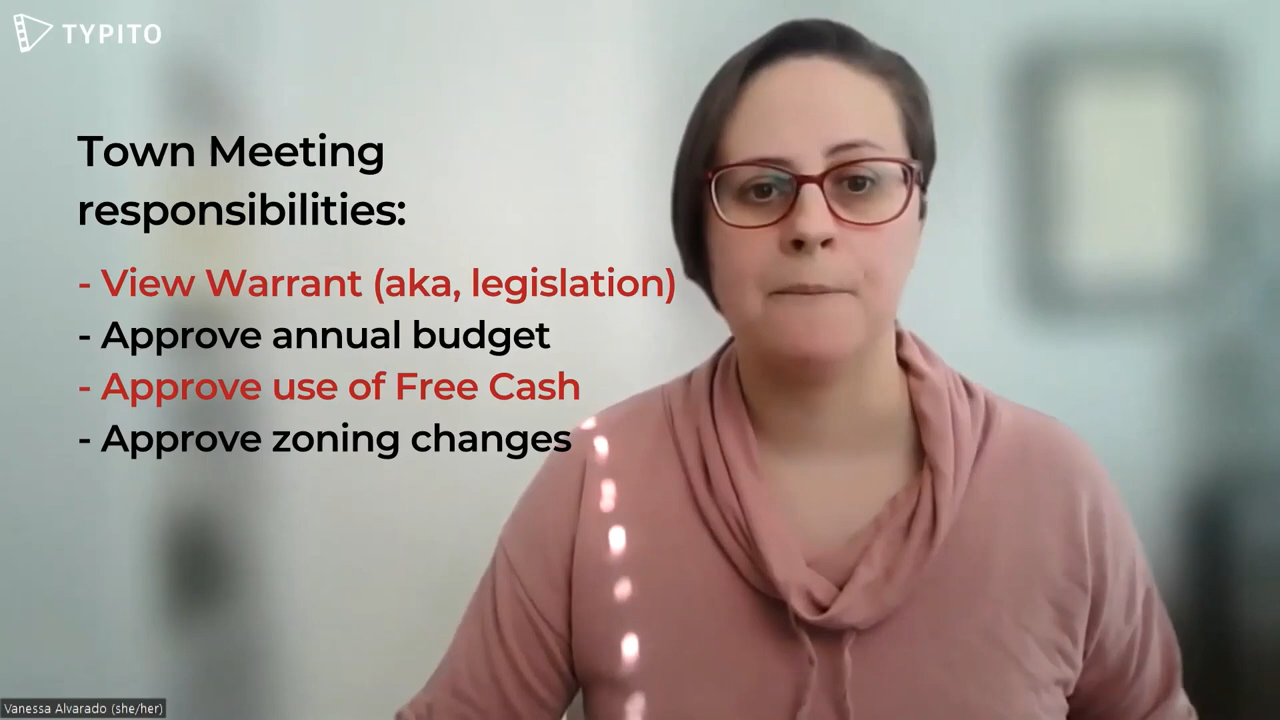 TYPITO
Town Meeting
responsibilities:
- View Warrant (aka, legislation)
- Approve annual budget
- Approve use of Free Cash
- Approve zoning changes
Vanessa Alvarado (she/her)